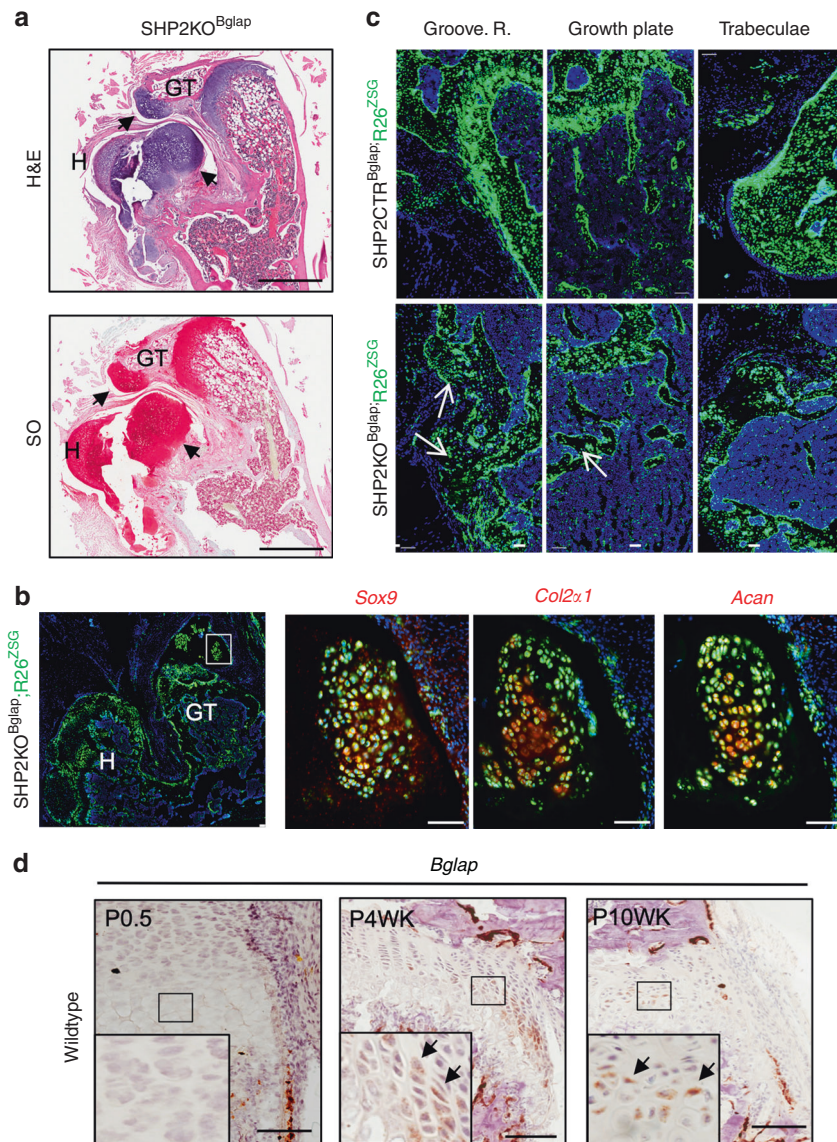 a
SHP2KO^Bglap
H&E
GT
H
SO
GT
H
c
Groove. R.
Growth plate
Trabeculae
SHP2CTR^Bglap;R26^ZSG
SHP2KO^Bglap;R26^ZSG
b
SHP2KO^Bglap;R26^ZSG
GT
H
Sox9
Col2α1
Acan
d
Bglap
Wildtype
P0.5
P4WK
P10WK